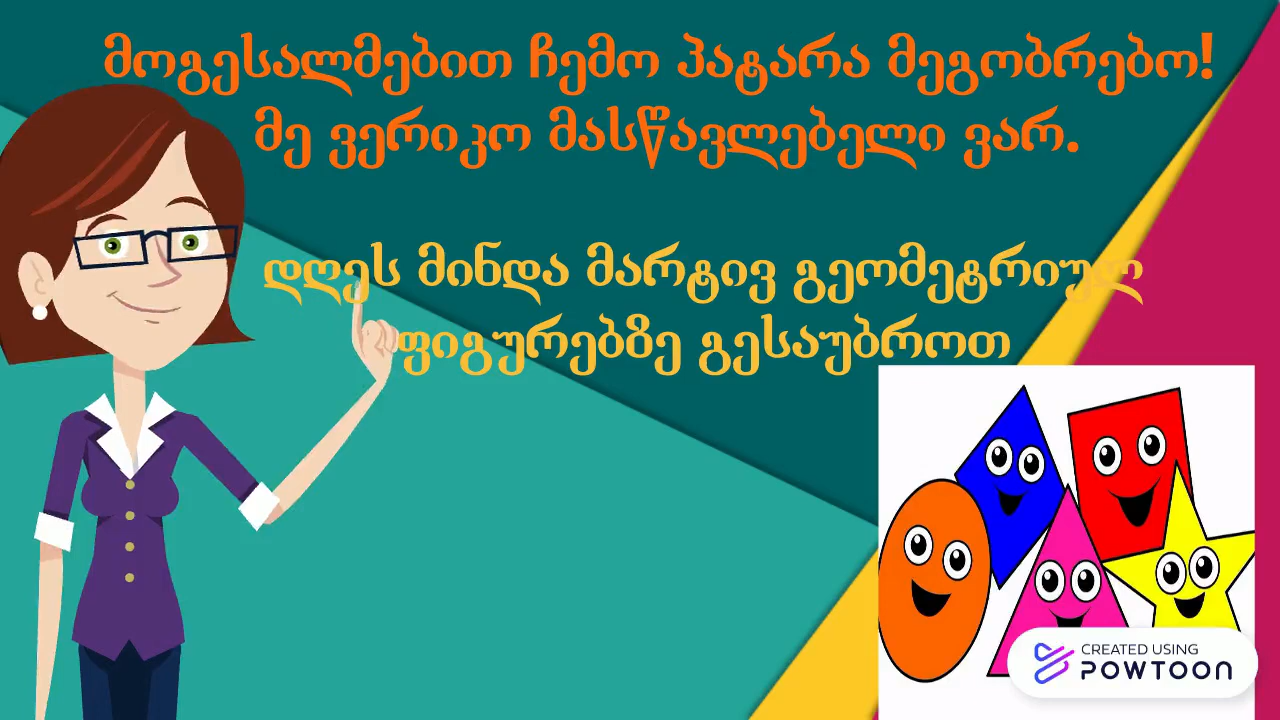 მოგესალმებით ჩემო პატარა მეგობრებო!
მე ვერიკო მასწავლებელი ვარ.
დღეს მინდა მარტივ გეომეტრიულ
ფიგურებზე გესაუბროთ
CREATED USING
POWTOON